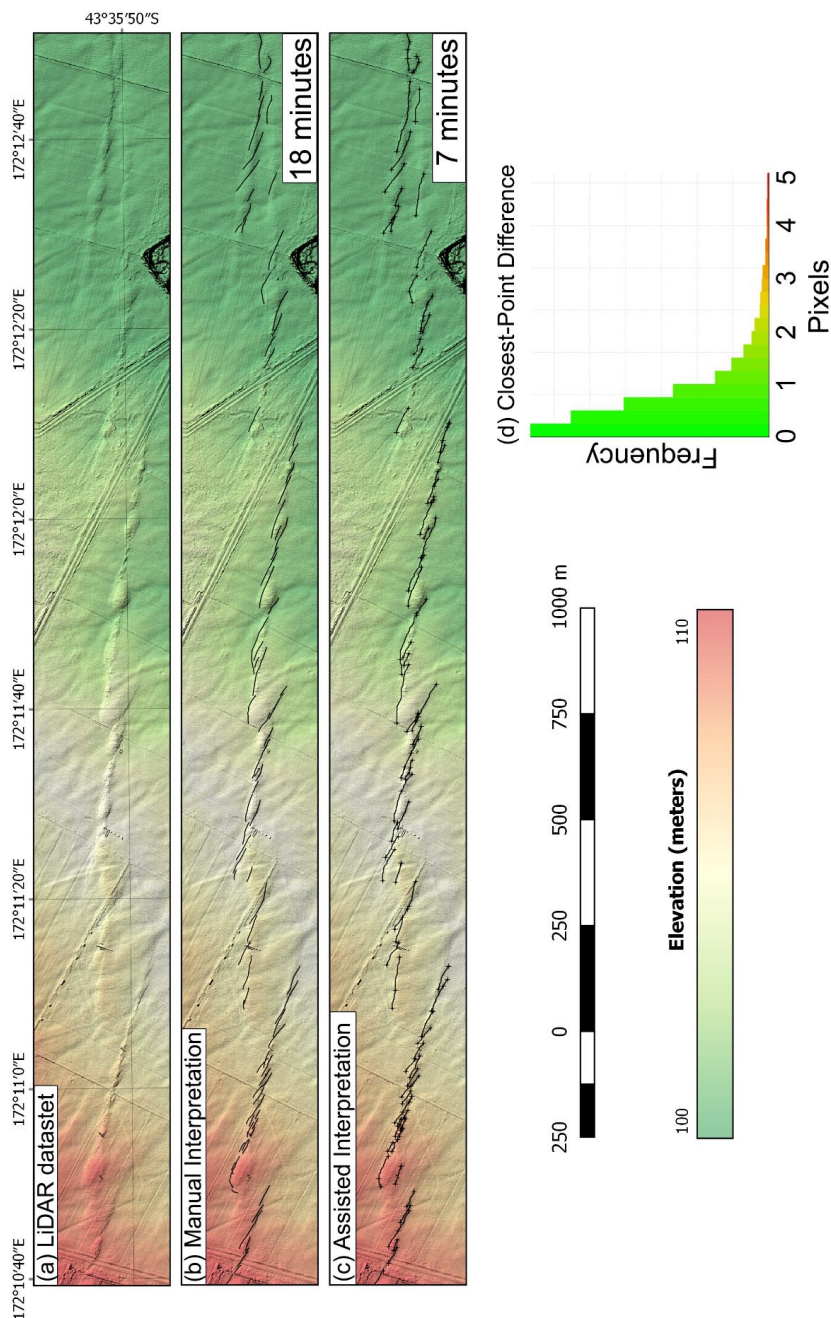 172°10'40"E
172°11'0"E
172°11'20"E
172°11'40"E
172°12'0"E
172°12'20"E
172°12'40"E
43°35'50"S
(a) LiDAR datastet
(b) Manual Interpretation
18 minutes
(c) Assisted Interpretation
7 minutes
250
0
250
500
750
1000 m
Elevation (meters)
100
110
(d) Closest-Point Difference
Frequency
0
1
2
3
4
5
Pixels